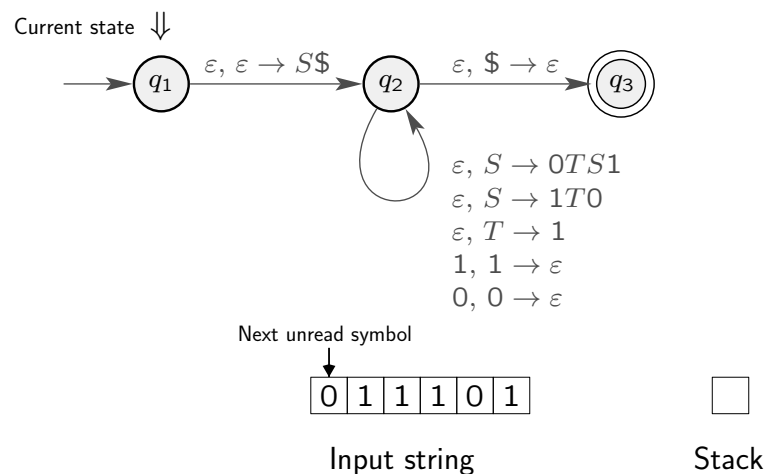 Current state ⇓
q₁ ε, ε → S$ q₂ ε, $ → ε q₃
ε, S → 0TS1
ε, S → 1T0
ε, T → 1
1, 1 → ε
0, 0 → ε
Next unread symbol
0 1 1 1 0 1
Input string Stack